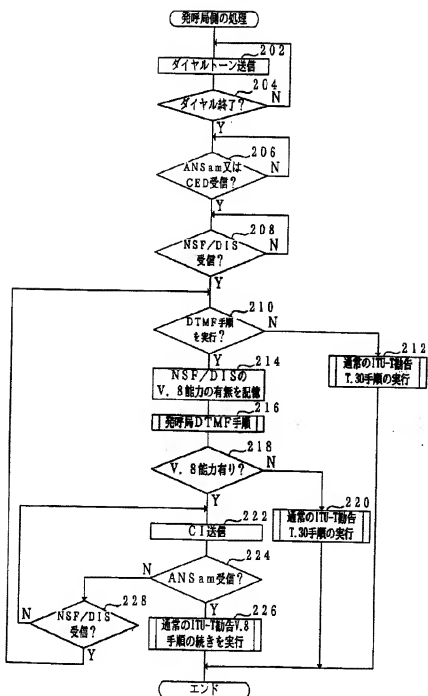 発呼局側の処理
202
ダイヤルトーン送信
204
ダイヤル終了?
N
Y
206
ANSam又は
CED受信?
N
Y
208
NSF/DIS
受信?
N
Y
210
DTMF手順
を実行?
N
Y
212
通常のITU-T勧告
T.30手順の実行
214
NSF/DISの
V.8能力の有無を記憶
216
発呼局DTMF手順
218
V.8能力有り?
N
Y
220
通常のITU-T勧告
T.30手順の実行
222
CI送信
224
ANSam受信?
N
Y
226
通常のITU-T勧告V.8
手順の続きを実行
228
NSF/DIS
受信?
N
Y
エンド